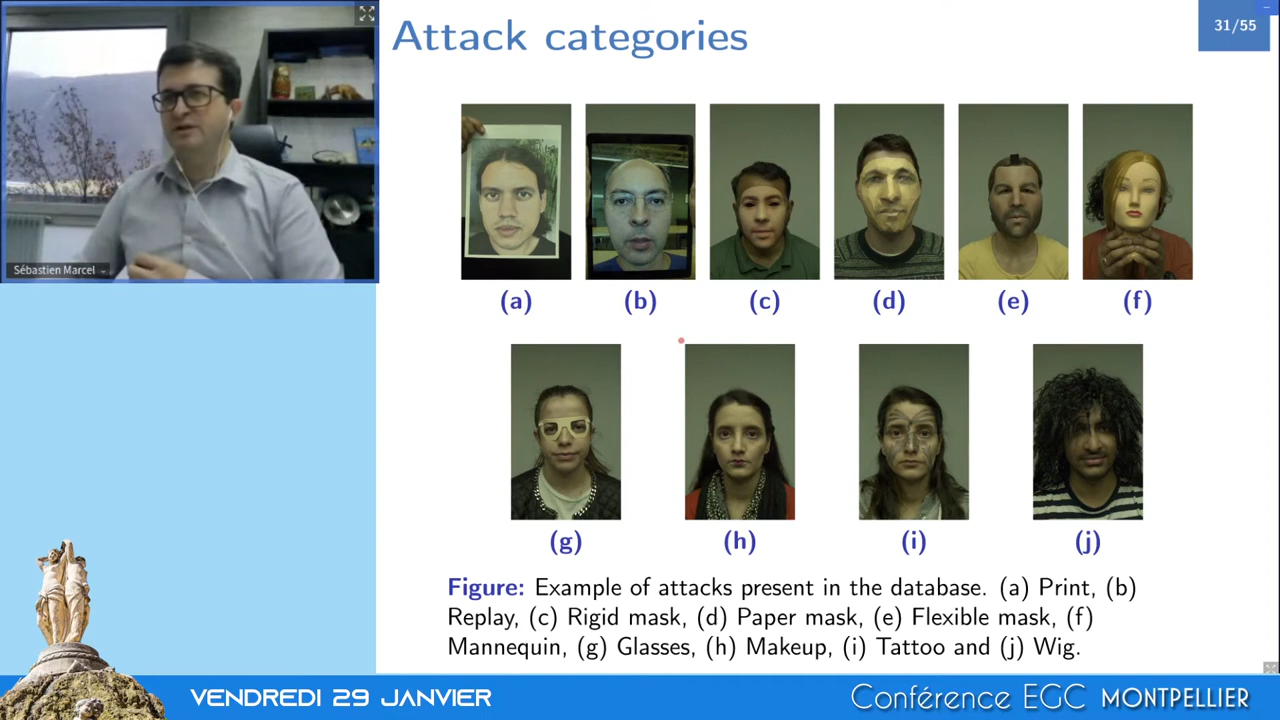 Attack categories
31/55
Sébastien Marcel
(a) (b) (c) (d) (e) (f)
(g) (h) (i) (j)
Figure: Example of attacks present in the database. (a) Print, (b)
Replay, (c) Rigid mask, (d) Paper mask, (e) Flexible mask, (f)
Mannequin, (g) Glasses, (h) Makeup, (i) Tattoo and (j) Wig.
VENDREDI 29 JANVIER
Conférence EGC MONTPELLIER